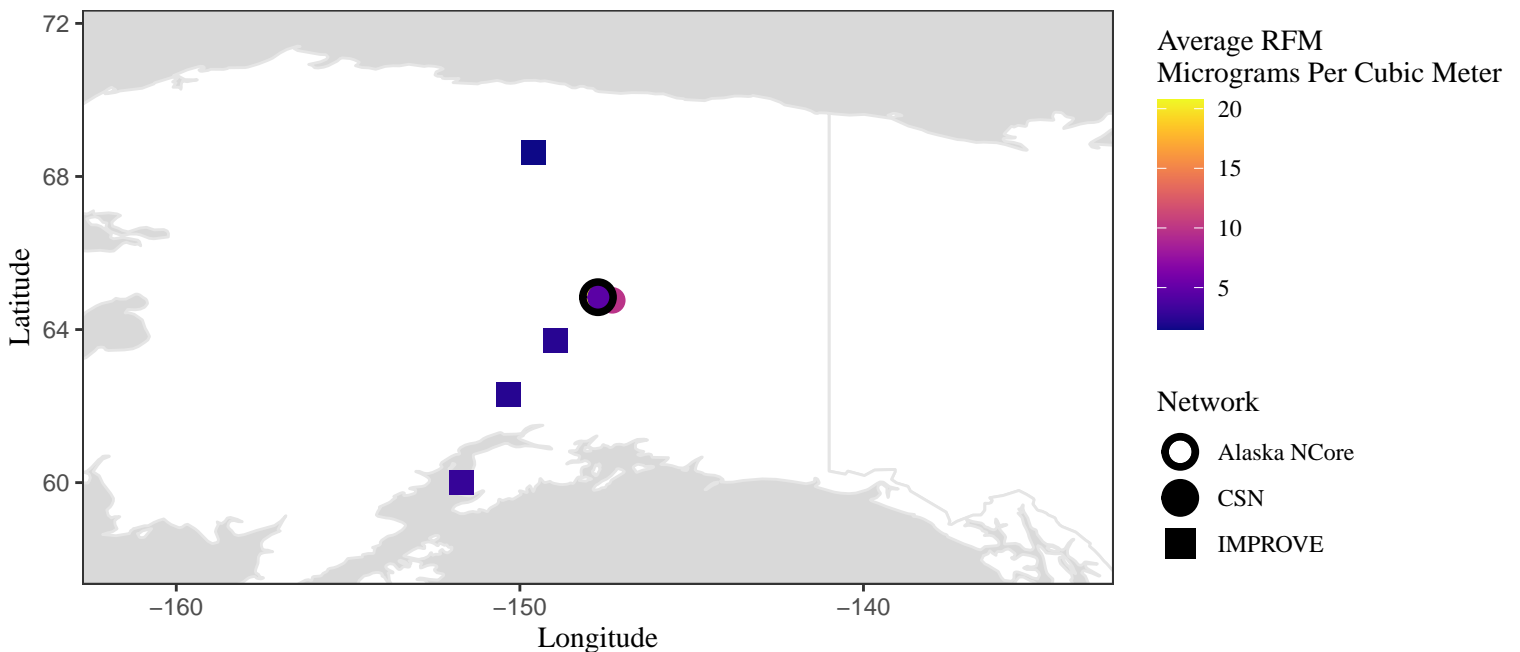 72
68
64
60
Latitude
−160
−150
−140
Longitude
Average RFM
Micrograms Per Cubic Meter
20
15
10
5
Network
Alaska NCore
CSN
IMPROVE